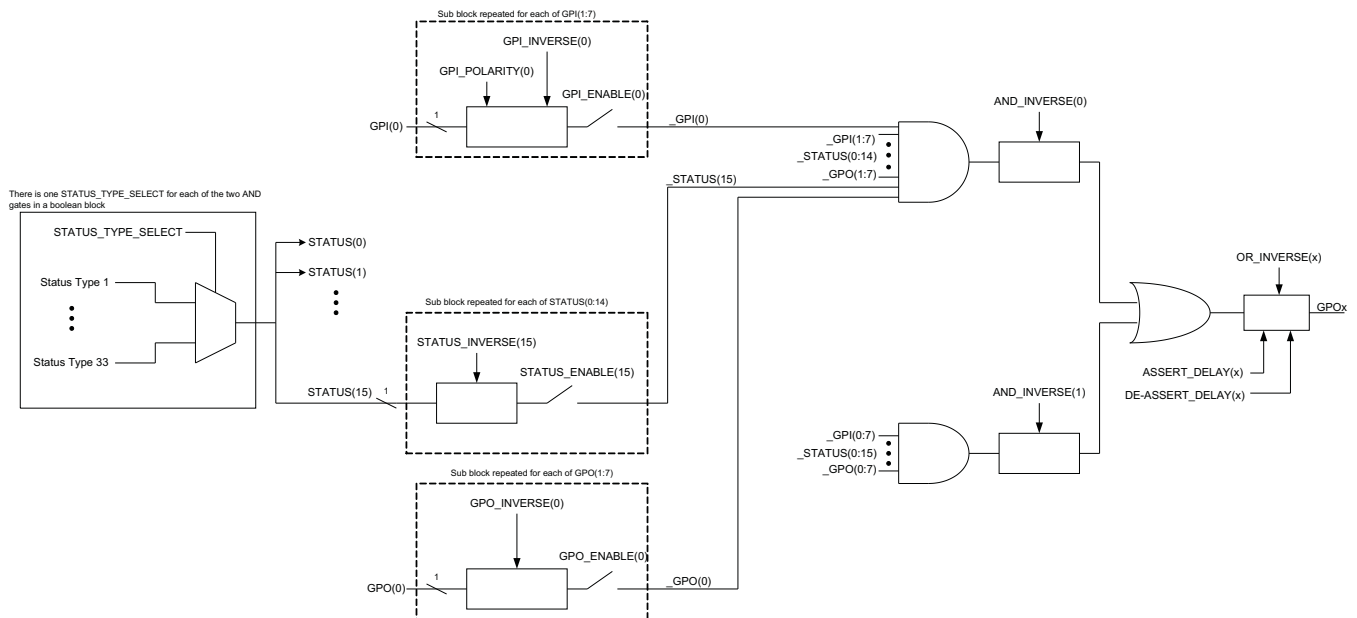 Sub block repeated for each of GPI(1:7)
GPI_INVERSE(0)
GPI_POLARITY(0)
GPI_ENABLE(0)
GPI(0)
1
_GPI(0)
AND_INVERSE(0)
_GPI(1:7)
_STATUS(0:14)
_GPO(1:7)
_STATUS(15)
There is one STATUS_TYPE_SELECT for each of the two AND
gates in a boolean block
STATUS_TYPE_SELECT
Status Type 1
Status Type 33
STATUS(0)
STATUS(1)
Sub block repeated for each of STATUS(0:14)
STATUS_INVERSE(15)
STATUS_ENABLE(15)
STATUS(15)
1
OR_INVERSE(x)
GPOx
ASSERT_DELAY(x)
DE-ASSERT_DELAY(x)
AND_INVERSE(1)
_GPI(0:7)
_STATUS(0:15)
_GPO(0:7)
Sub block repeated for each of GPO(1:7)
GPO_INVERSE(0)
GPO_ENABLE(0)
GPO(0)
1
_GPO(0)